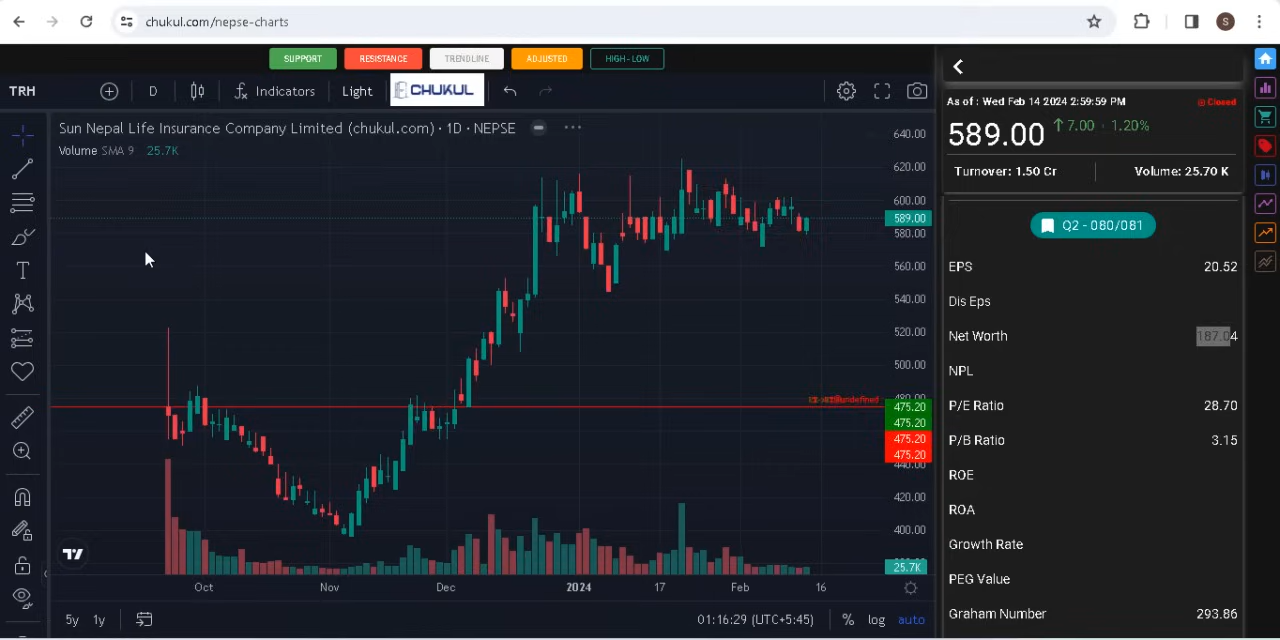 chukul.com/nepse-charts
S
SUPPORT
RESISTANCE
TRENDLINE
ADJUSTED
HIGH-LOW
TRH
D
Indicators
Light
CHUKUL
Sun Nepal Life Insurance Company Limited (chukul.com) · 1D · NEPSE
Volume SMA 9 25.7K
640.00
620.00
600.00
589.00
580.00
560.00
540.00
520.00
500.00
480.00
475.20
475.20
475.20
475.20
440.00
420.00
400.00
25.7K
Oct
Nov
Dec
2024
17
Feb
16
5y
1y
01:16:29 (UTC+5:45)
%
log
auto
As of : Wed Feb 14 2024 2:59:59 PM
Closed
589.00
7.00 · 1.20%
Turnover: 1.50 Cr
Volume: 25.70 K
Q2 - 080/081
EPS 20.52
Dis Eps
Net Worth 187.04
NPL
P/E Ratio 28.70
P/B Ratio 3.15
ROE
ROA
Growth Rate
PEG Value
Graham Number 293.86